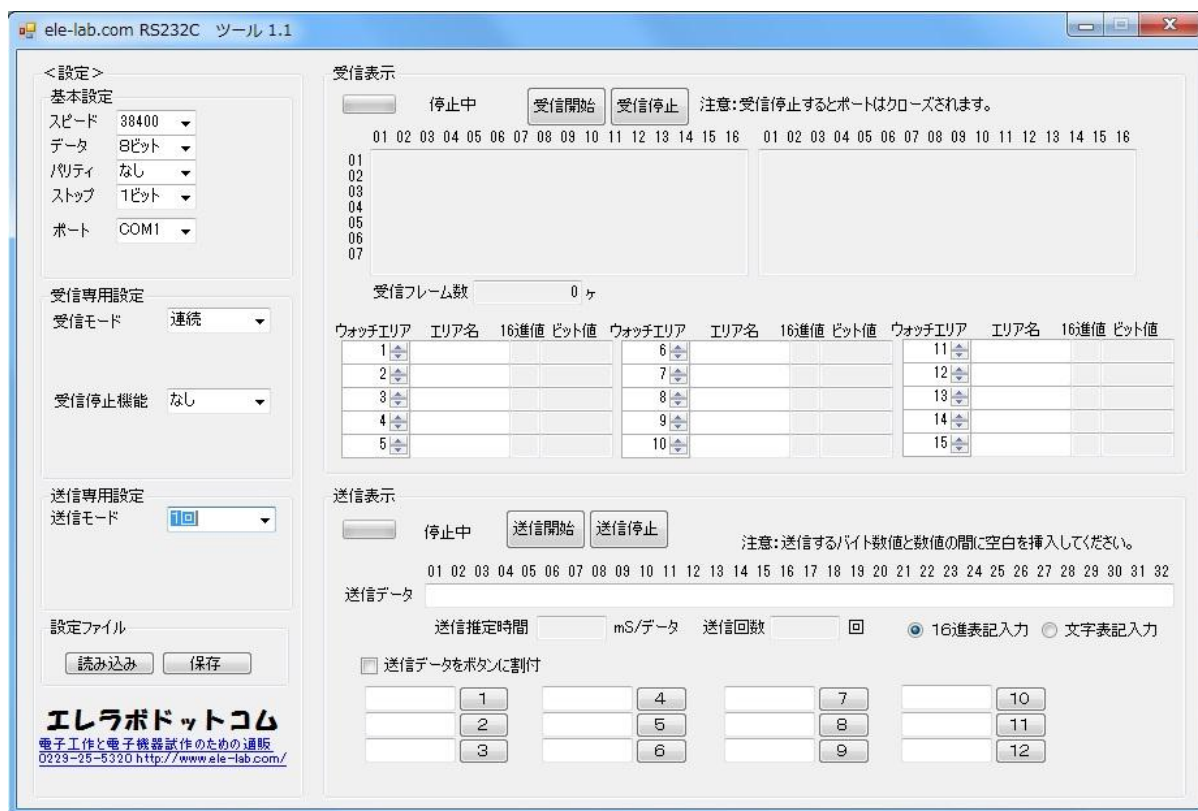 ele-lab.com RS232C ツール 1.1
<設定>
基本設定
スピード 38400
データ 8ビット
パリティ なし
ストップ 1ビット
ポート COM1
受信専用設定
受信モード 連続
受信停止機能 なし
送信専用設定
送信モード 1回
設定ファイル
読み込み 保存
エレラボドットコム
電子工作と電子機器試作のための通販
0229-25-5320 http://www.ele-lab.com/
受信表示
停止中 受信開始 受信停止 注意:受信停止するとポートはクローズされます。
01 02 03 04 05 06 07 08 09 10 11 12 13 14 15 16 01 02 03 04 05 06 07 08 09 10 11 12 13 14 15 16
01
02
03
04
05
06
07
受信フレーム数 0 ヶ
ウォッチエリア エリア名 16進値 ビット値 ウォッチエリア エリア名 16進値 ビット値 ウォッチエリア エリア名 16進値 ビット値
1 6 11
2 7 12
3 8 13
4 9 14
5 10 15
送信表示
停止中 送信開始 送信停止 注意:送信するバイト数値と数値の間に空白を挿入してください。
01 02 03 04 05 06 07 08 09 10 11 12 13 14 15 16 17 18 19 20 21 22 23 24 25 26 27 28 29 30 31 32
送信データ
送信推定時間 mS/データ 送信回数 回 16進表記入力 文字表記入力
送信データをボタンに割付
1 4 7 10
2 5 8 11
3 6 9 12